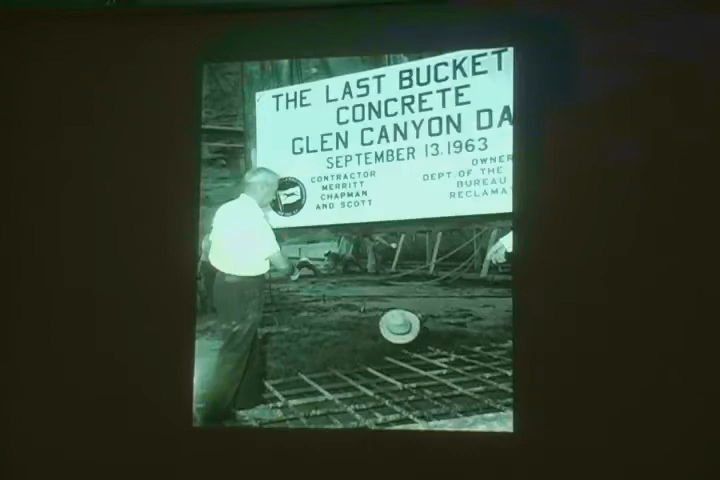 THE LAST BUCKET
CONCRETE
GLEN CANYON DA
SEPTEMBER 13, 1963
CONTRACTOR
MERRITT
CHAPMAN
AND SCOTT
OWNER
DEPT. OF THE
BUREAU
RECLAMA